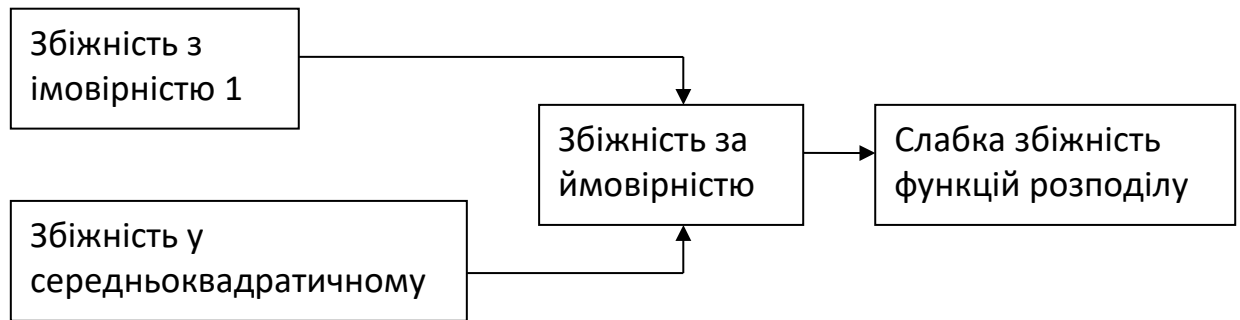 Збіжність з
імовірністю 1
Збіжність за
ймовірністю
Слабка збіжність
функцій розподілу
Збіжність у
середньоквадратичному